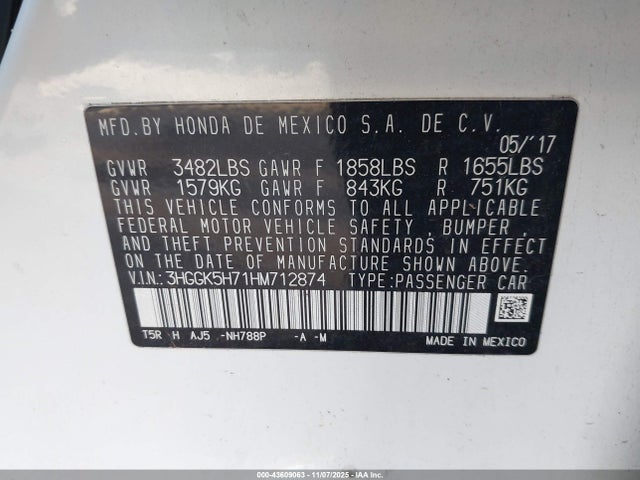 MFD.BY HONDA DE MEXICO S.A. DE C.V.
05/'17
GVWR 3482LBS GAWR F 1858LBS R 1655LBS
GVWR 1579KG GAWR F 843KG R 751KG
THIS VEHICLE CONFORMS TO ALL APPLICABLE
FEDERAL MOTOR VEHICLE SAFETY, BUMPER,
AND THEFT PREVENTION STANDARDS IN EFFECT
ON THE DATE OF MANUFACTURE SHOWN ABOVE.
V.I.N.: 3HGGK5H71HM712874 TYPE:PASSENGER CAR
T5R H AJ5 -NH788P -A -M
MADE IN MEXICO
000-43609063 - 11/07/2025 - IAAI